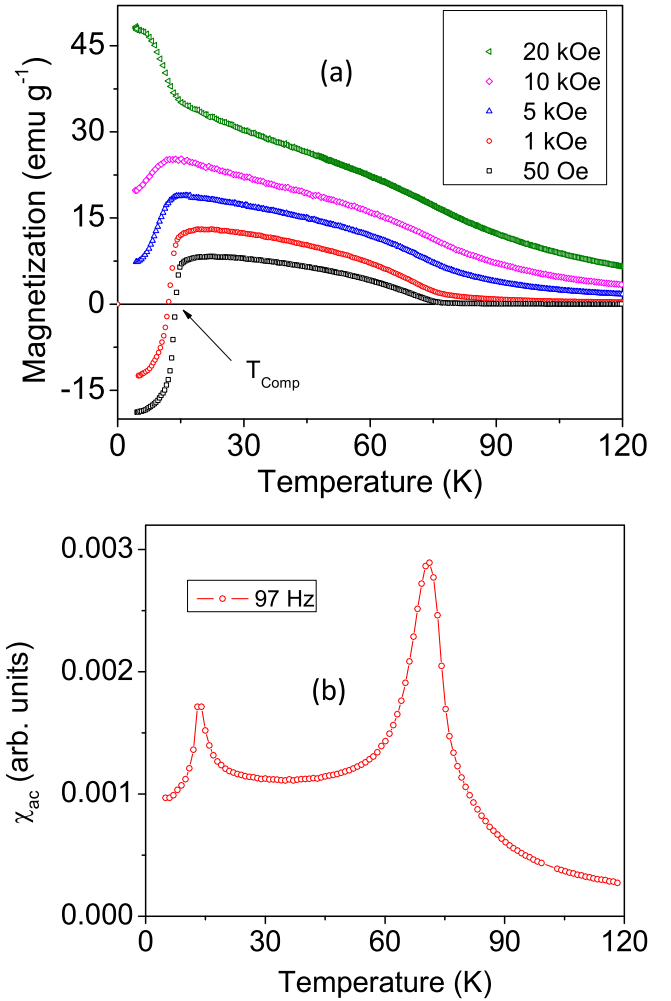 (a)
20 kOe
10 kOe
5 kOe
1 kOe
50 Oe
Magnetization (emu g⁻¹)
45
30
15
0
-15
T_Comp
0 30 60 90 120
Temperature (K)
0.003
97 Hz
0.002
(b)
0.001
0.000
χ_ac (arb. units)
0 30 60 90 120
Temperature (K)